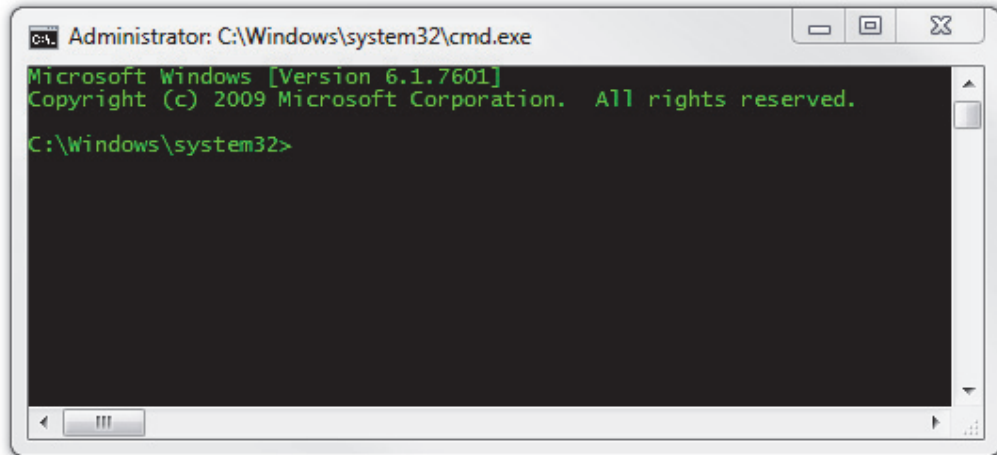 Administrator: C:\Windows\system32\cmd.exe
Microsoft Windows [Version 6.1.7601]
Copyright (c) 2009 Microsoft Corporation.  All rights reserved.
C:\Windows\system32>